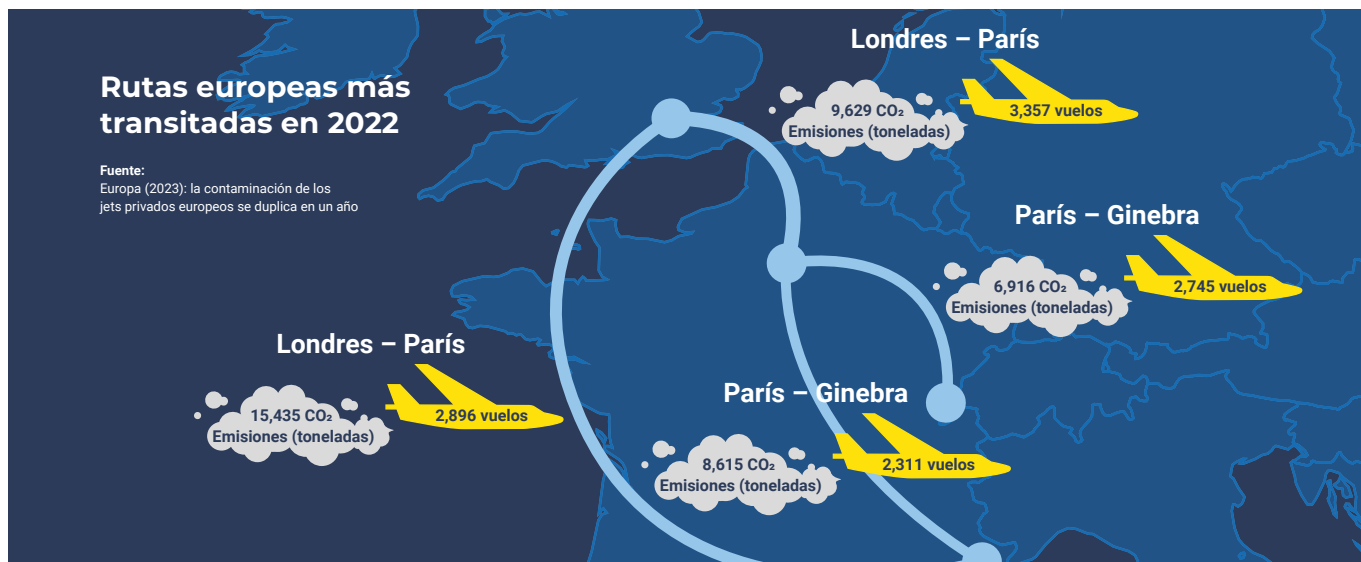 Rutas europeas más
transitadas en 2022
Fuente:
Europa (2023): la contaminación de los
jets privados europeos se duplica en un año
Londres – París
9,629 CO₂
Emisiones (toneladas)
3,357 vuelos
París – Ginebra
6,916 CO₂
Emisiones (toneladas)
2,745 vuelos
Londres – París
15,435 CO₂
Emisiones (toneladas)
2,896 vuelos
París – Ginebra
8,615 CO₂
Emisiones (toneladas)
2,311 vuelos